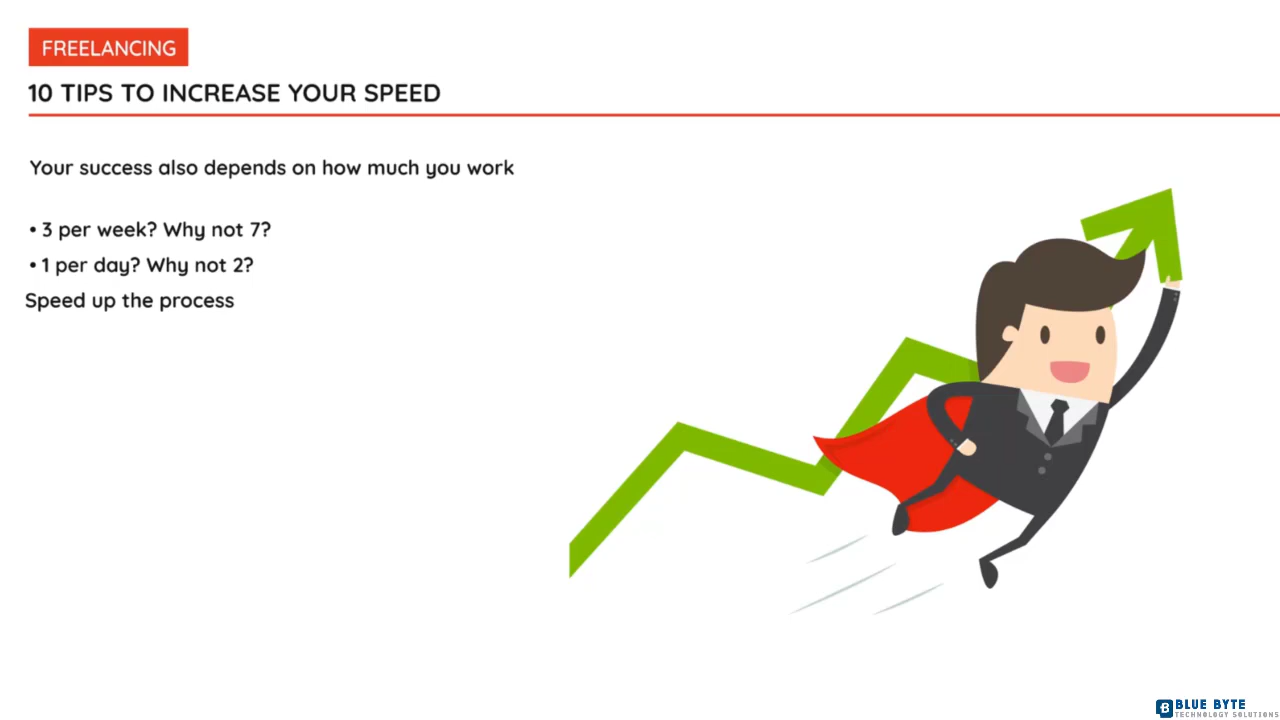 FREELANCING
10 TIPS TO INCREASE YOUR SPEED
Your success also depends on how much you work
• 3 per week? Why not 7?
• 1 per day? Why not 2?
Speed up the process
BLUE BYTE
TECHNOLOGY SOLUTIONS